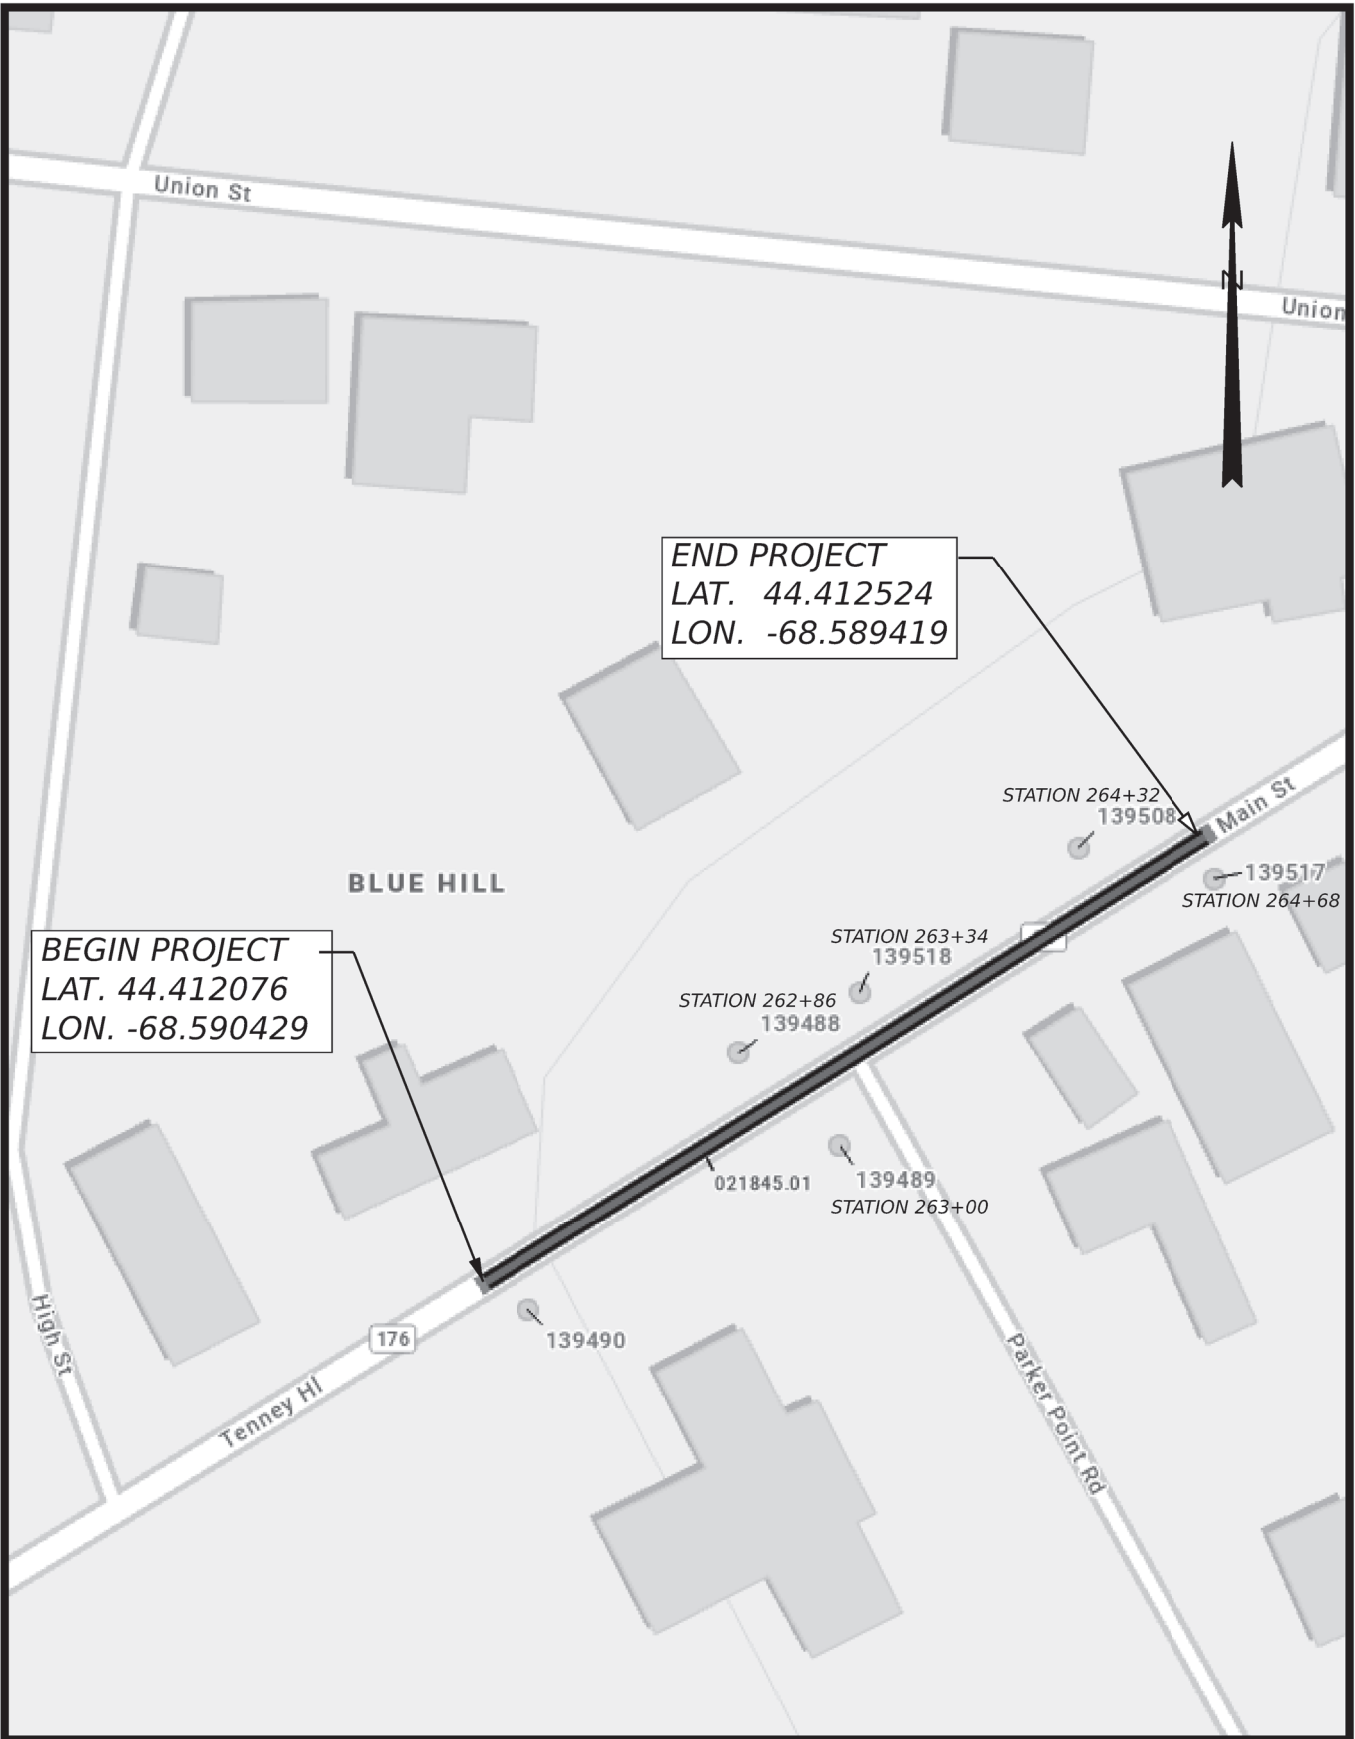 Union St
N
Union
END PROJECT
LAT. 44.412524
LON. -68.589419
STATION 264+32
139508
Main St
139517
STATION 264+68
BLUE HILL
BEGIN PROJECT
LAT. 44.412076
LON. -68.590429
STATION 263+34
139518
STATION 262+86
139488
021845.01
139489
STATION 263+00
High St
176
139490
Tenney Hl
Parker Point Rd